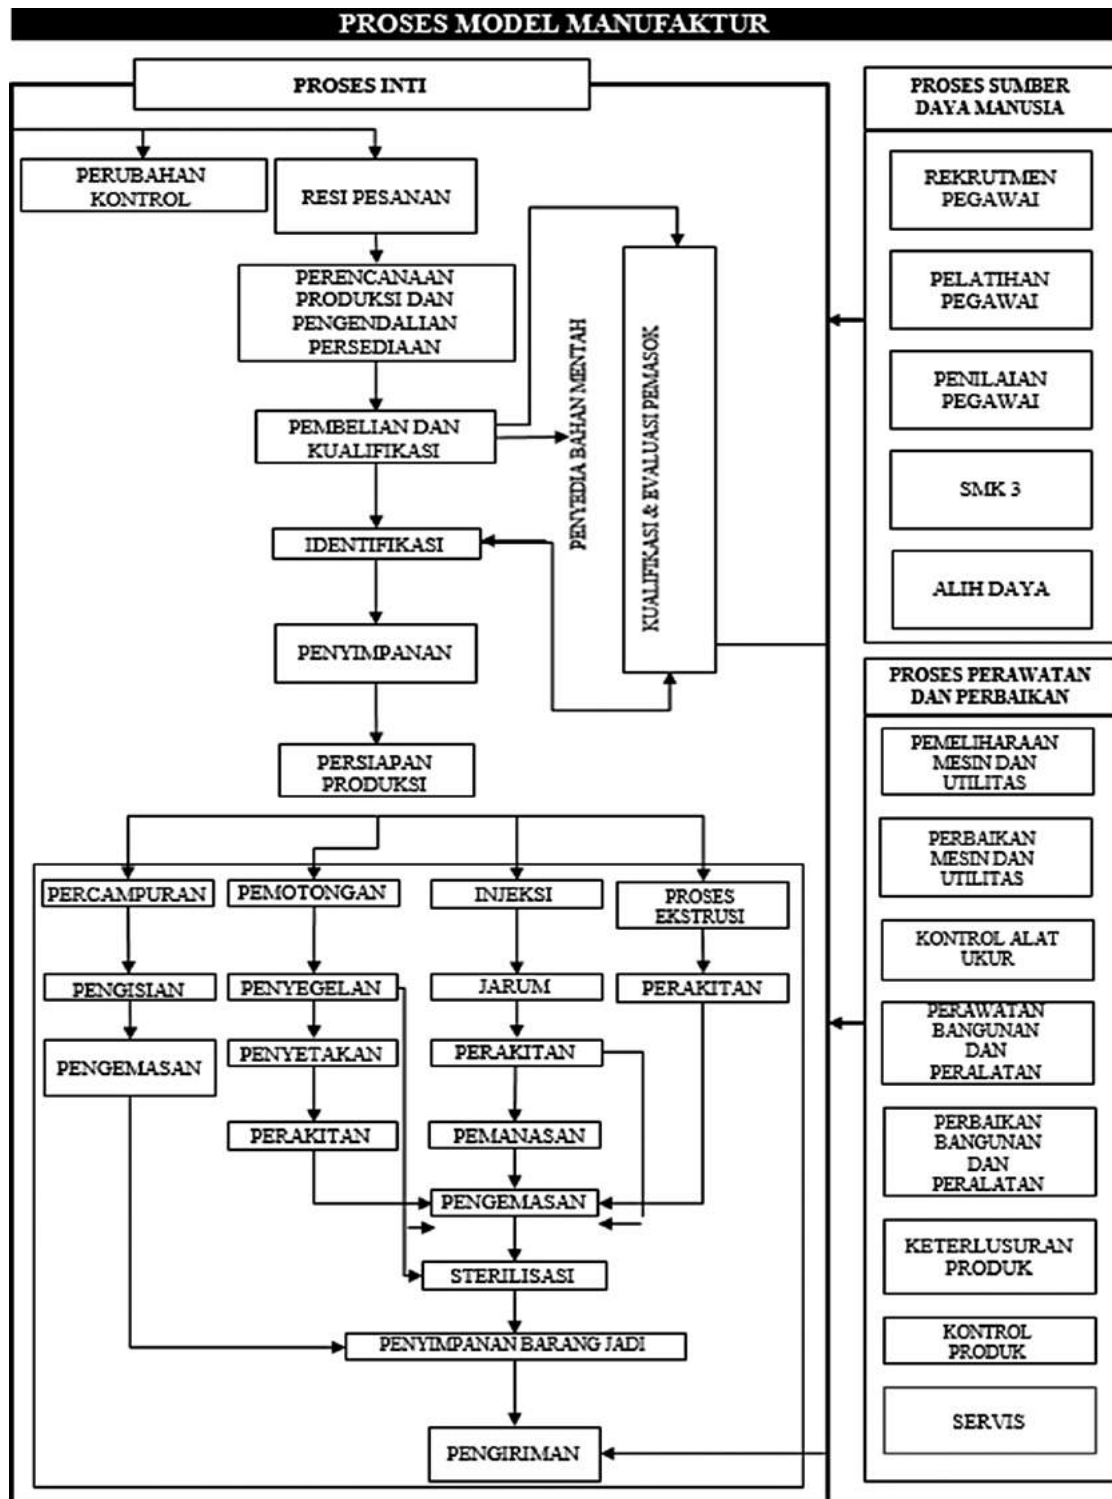 PROSES MODEL MANUFAKTUR
PROSES INTI
PERUBAHAN
KONTROL
RESI PESANAN
PERENCANAAN
PRODUKSI DAN
PENGENDALIAN
PERSEDIAAN
PEMBELIAN DAN
KUALIFIKASI
PENYEDIA BAHAN MENTAH
KUALIFIKASI & EVALUASI PEMASOK
IDENTIFIKASI
PENYIMPANAN
PERSIAPAN
PRODUKSI
PERCAMPURAN
PEMOTONGAN
INJEKSI
PROSES
EKSTRUSI
PENGISIAN
PENYEGELAN
JARUM
PERAKITAN
PENGEMASAN
PENYETAKAN
PERAKITAN
PERAKITAN
PEMANASAN
PENGEMASAN
STERILISASI
PENYIMPANAN BARANG JADI
PENGIRIMAN
PROSES SUMBER
DAYA MANUSIA
REKRUTMEN
PEGAWAI
PELATIHAN
PEGAWAI
PENILAIAN
PEGAWAI
SMK 3
ALIH DAYA
PROSES PERAWATAN
DAN PERBAIKAN
PEMELIHARAAN
MESIN DAN
UTILITAS
PERBAIKAN
MESIN DAN
UTILITAS
KONTROL ALAT
UKUR
PERAWATAN
BANGUNAN
DAN
PERALATAN
PERBAIKAN
BANGUNAN
DAN
PERALATAN
KETERLUSURAN
PRODUK
KONTROL
PRODUK
SERVIS